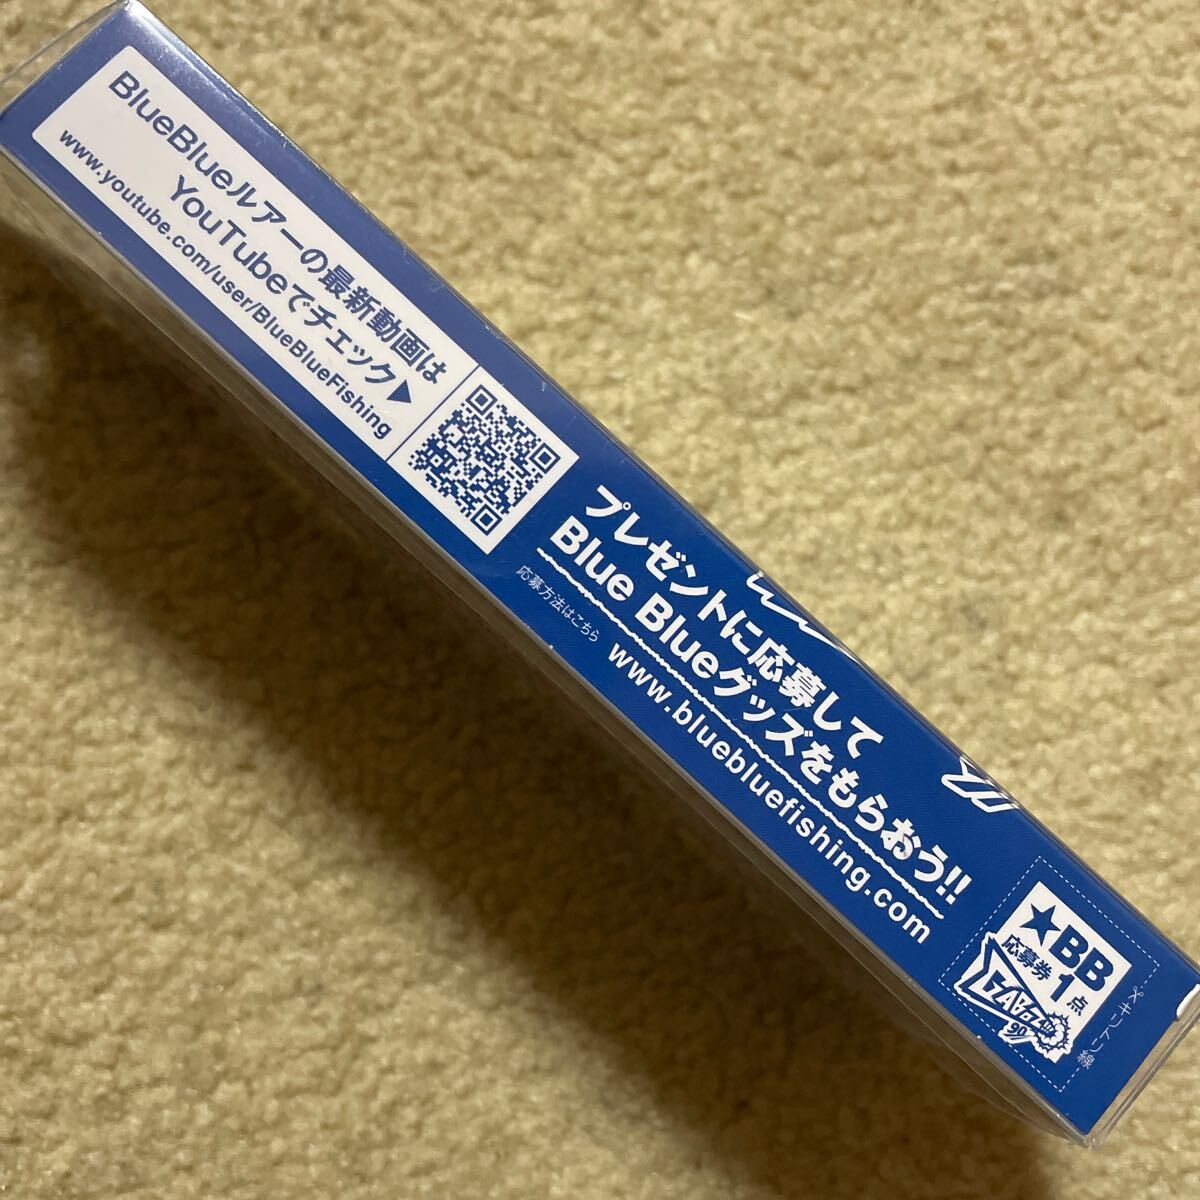 BlueBlueルアーの最新動画は
YouTubeでチェック▶
www.youtube.com/user/BlueBlueFishing
プレゼントに応募して
Blue Blueグッズをもらおう!!
応募方法はこちら www.bluebluefishing.com
★BB
応募券 1点
90
キリトリ線